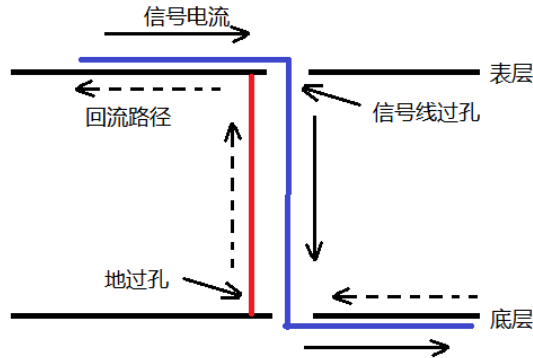 信号电流
表层
回流路径
信号线过孔
地过孔
底层